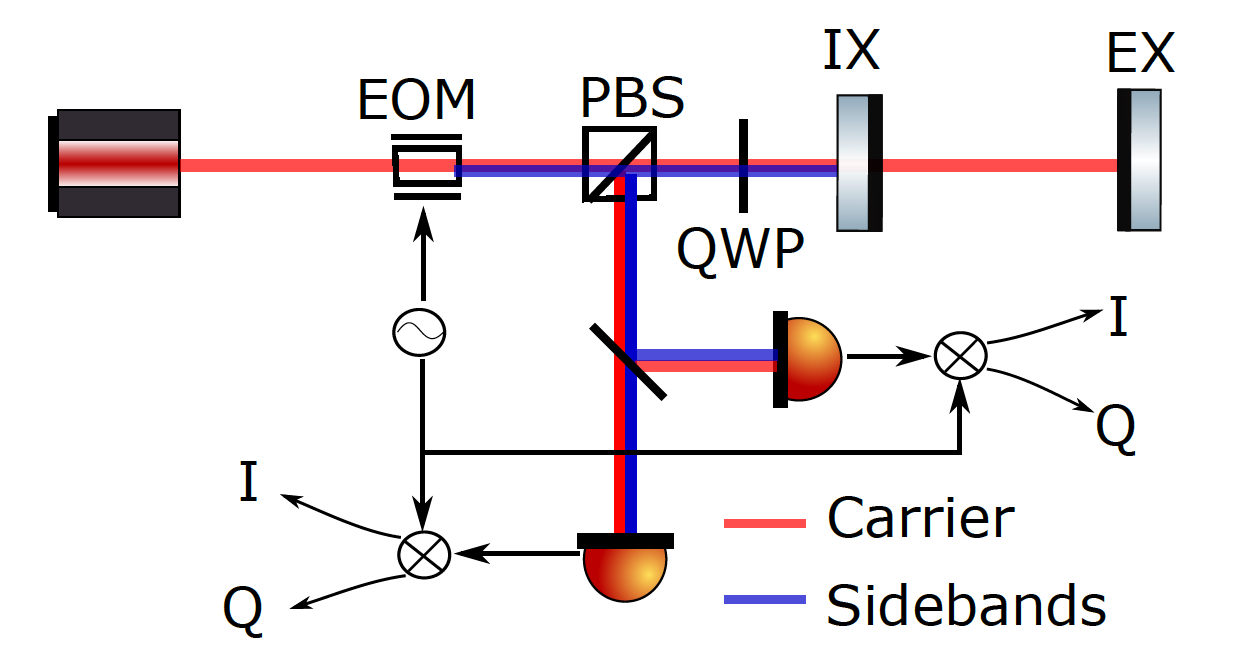 IX
EX
EOM
PBS
QWP
I
Q
I
Q
Carrier
Sidebands